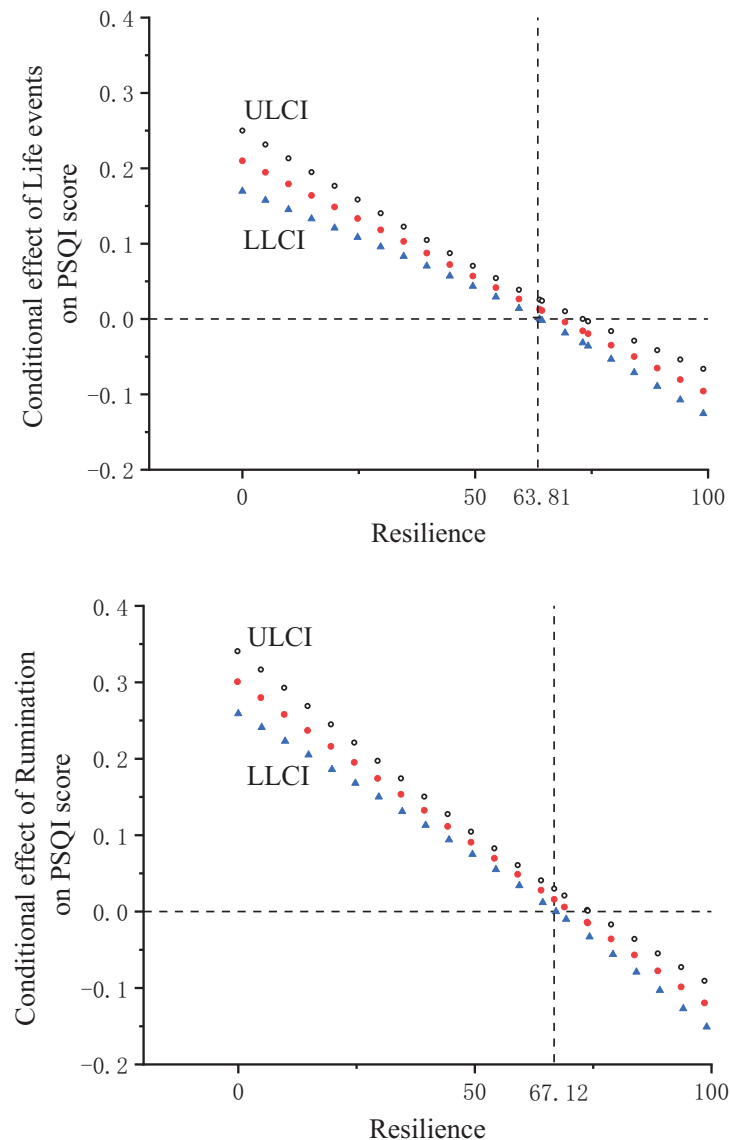 0.4
0.3
0.2
0.1
0.0
-0.1
-0.2
Conditional effect of Life events
on PSQI score
ULCI
LLCI
0
50
63.81
100
Resilience
0.4
0.3
0.2
0.1
0.0
-0.1
-0.2
Conditional effect of Rumination
on PSQI score
ULCI
LLCI
0
50
67.12
100
Resilience